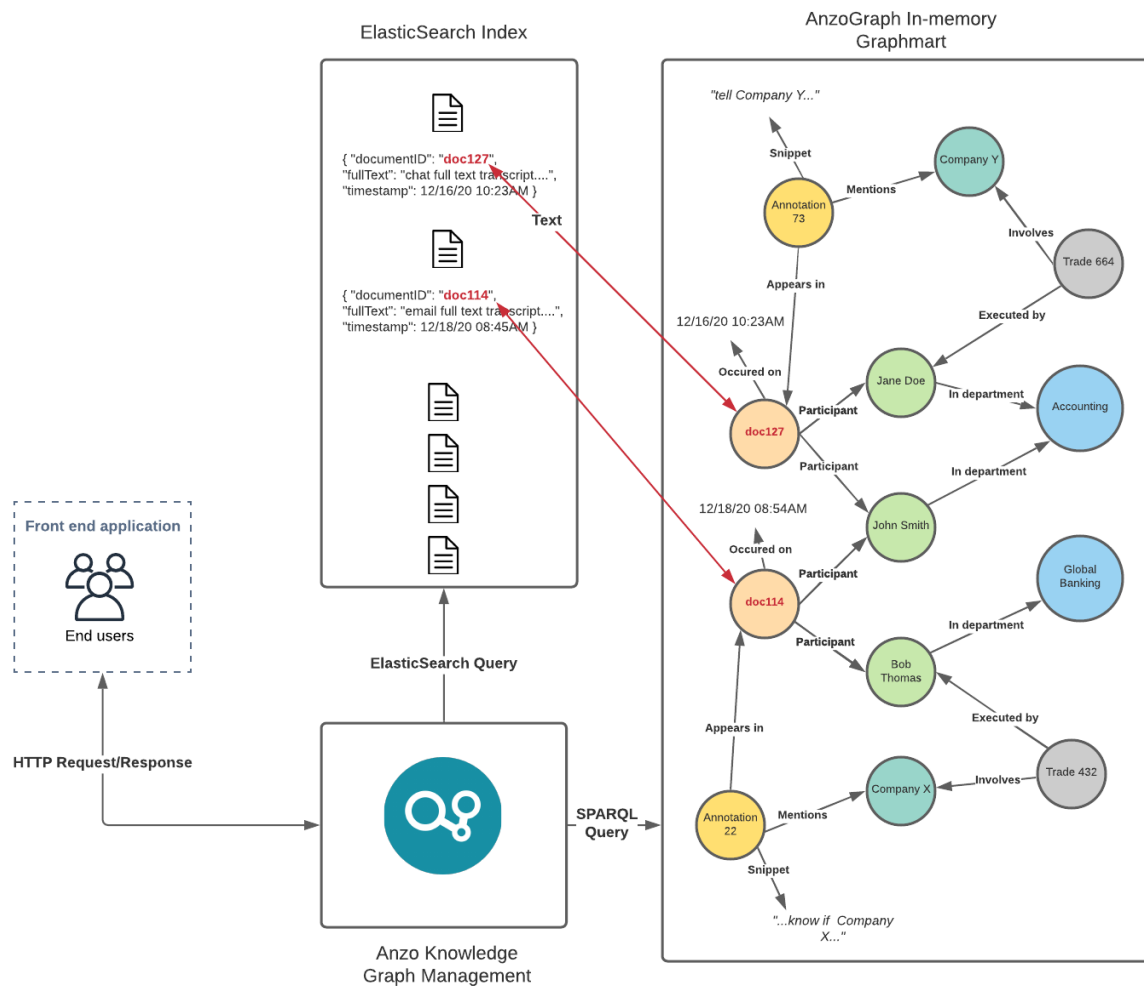 ElasticSearch Index
{ "documentID": "doc127",
"fullText": "chat full text transcript....",
"timestamp": 12/16/20 10:23AM }
Text
{ "documentID": "doc114",
"fullText": "email full text transcript....",
"timestamp": 12/18/20 08:45AM }
Front end application
End users
HTTP Request/Response
ElasticSearch Query
Anzo Knowledge
Graph Management
SPARQL
Query
AnzoGraph In-memory
Graphmart
"tell Company Y..."
Snippet
Company Y
Mentions
Annotation
73
Involves
Trade 664
Appears in
Executed by
12/16/20 10:23AM
Occured on
Jane Doe
In department
Accounting
Participant
doc127
Participant
In department
12/18/20 08:54AM
John Smith
Occured on
Participant
Global
Banking
doc114
In department
Participant
Bob
Thomas
Executed by
Appears in
Trade 432
Involves
Company X
Mentions
Annotation
22
Snippet
"...know if  Company
X..."